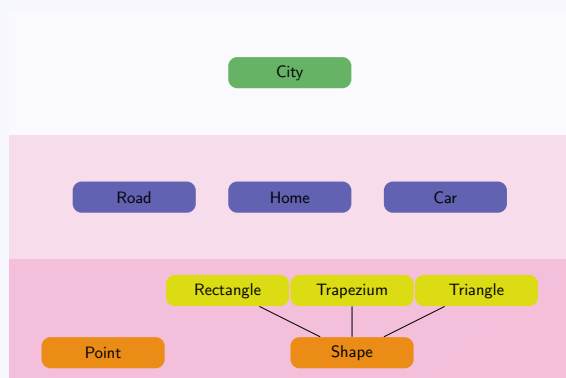 City
Road
Home
Car
Rectangle
Trapezium
Triangle
Point
Shape